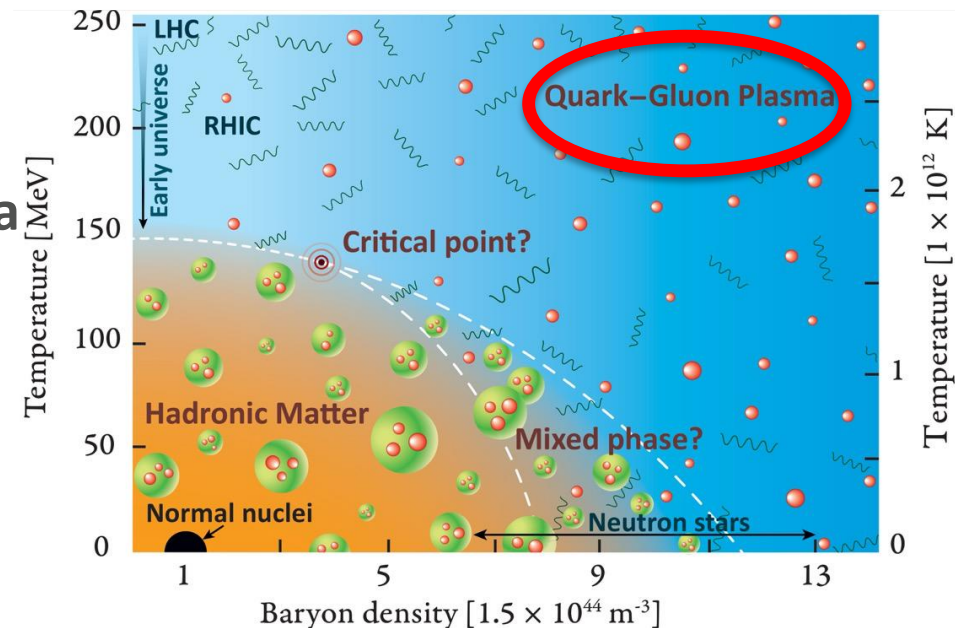 250
LHC
Early universe
RHIC
200
Quark–Gluon Plasma
a
150
Critical point?
100
Hadronic Matter
50
Mixed phase?
Normal nuclei
Neutron stars
0
Temperature [MeV]
2
1
0
Temperature [1 × 10¹² K]
1 5 9 13
Baryon density [1.5 × 10⁴⁴ m⁻³]